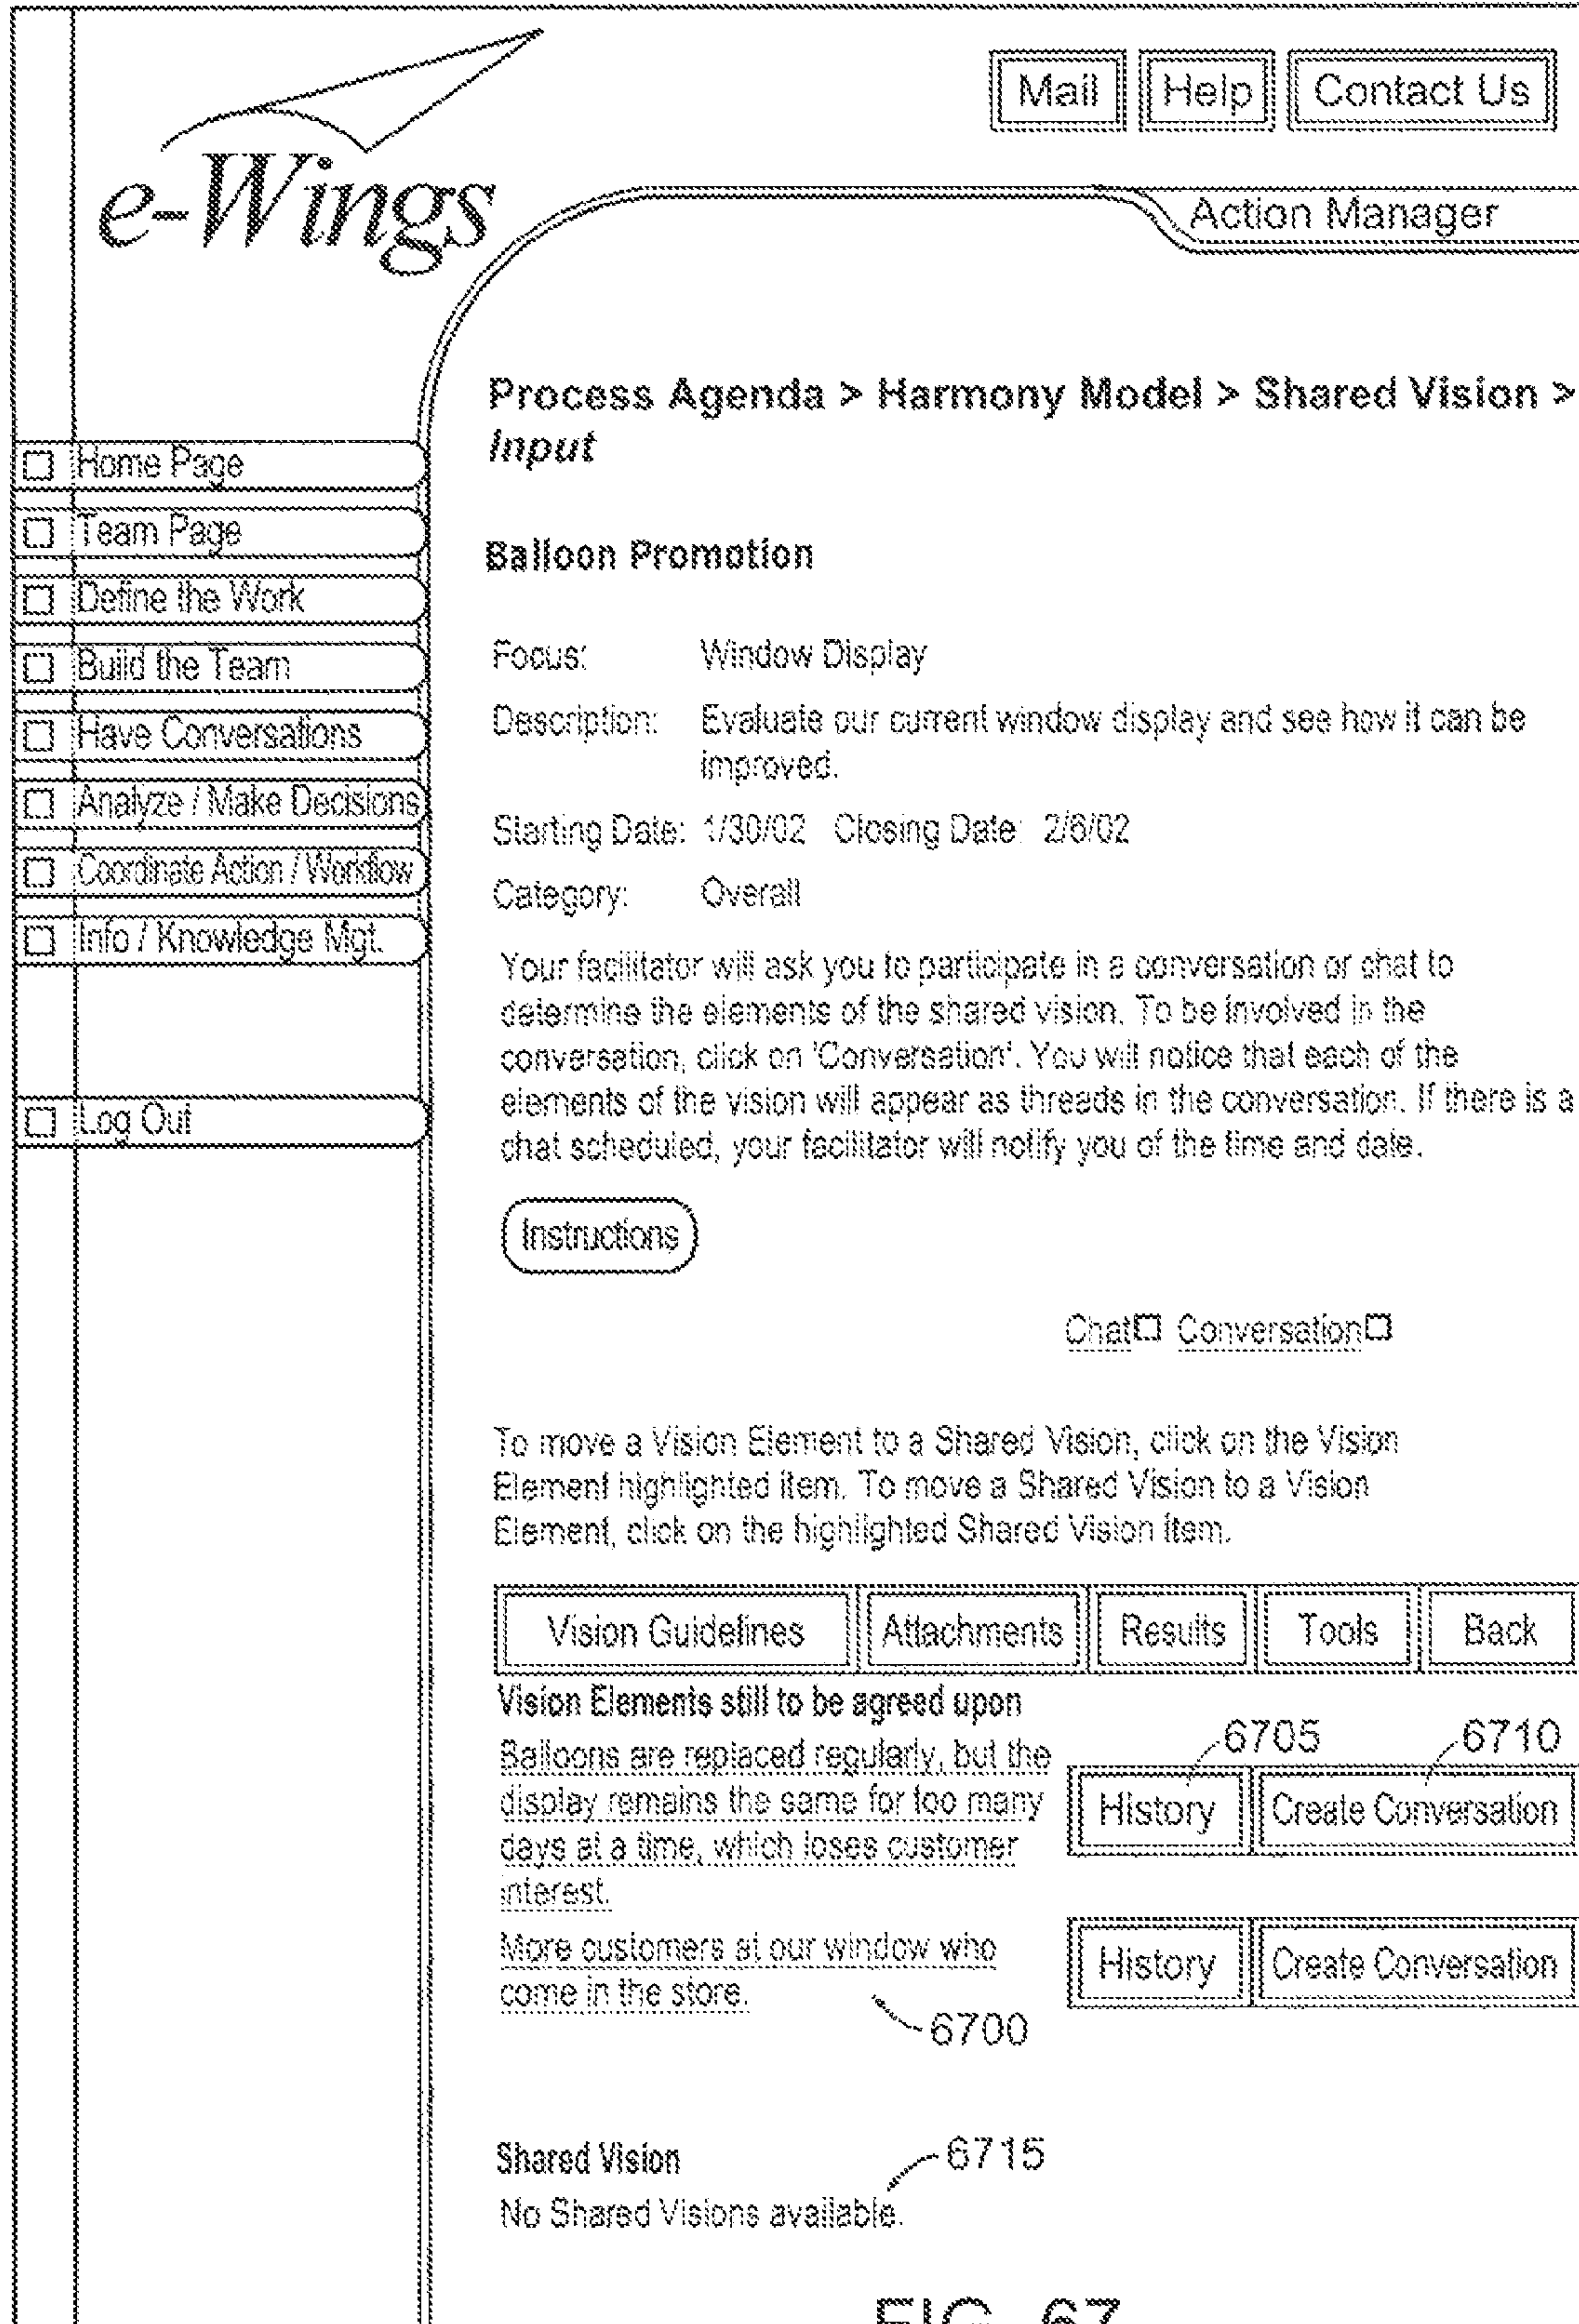 Mail Help Contact Us
e-Wings
Action Manager
Process Agenda > Harmony Model > Shared Vision >
Input
Home Page
Team Page
Define the Work
Build the Team
Have Conversations
Analyze / Make Decisions
Coordinate Action / Workflow
Info / Knowledge Mgt.
Log Out
Balloon Promotion
Focus: Window Display
Description: Evaluate our current window display and see how it can be
improved.
Starting Date: 1/30/02 Closing Date: 2/6/02
Category: Overall
Your facilitator will ask you to participate in a conversation or chat to
determine the elements of the shared vision. To be involved in the
conversation, click on 'Conversation'. You will notice that each of the
elements of the vision will appear as threads in the conversation. If there is a
chat scheduled, your facilitator will notify you of the time and date.
Instructions
Chat Conversation
To move a Vision Element to a Shared Vision, click on the Vision
Element highlighted item. To move a Shared Vision to a Vision
Element, click on the highlighted Shared Vision item.
Vision Guidelines Attachments Results Tools Back
Vision Elements still to be agreed upon
6705 6710
Balloons are replaced regularly, but the
display remains the same for too many
days at a time, which loses customer
interest.
History Create Conversation
More customers at our window who
come in the store.
History Create Conversation
6700
Shared Vision 6715
No Shared Visions available.
FIG. 67